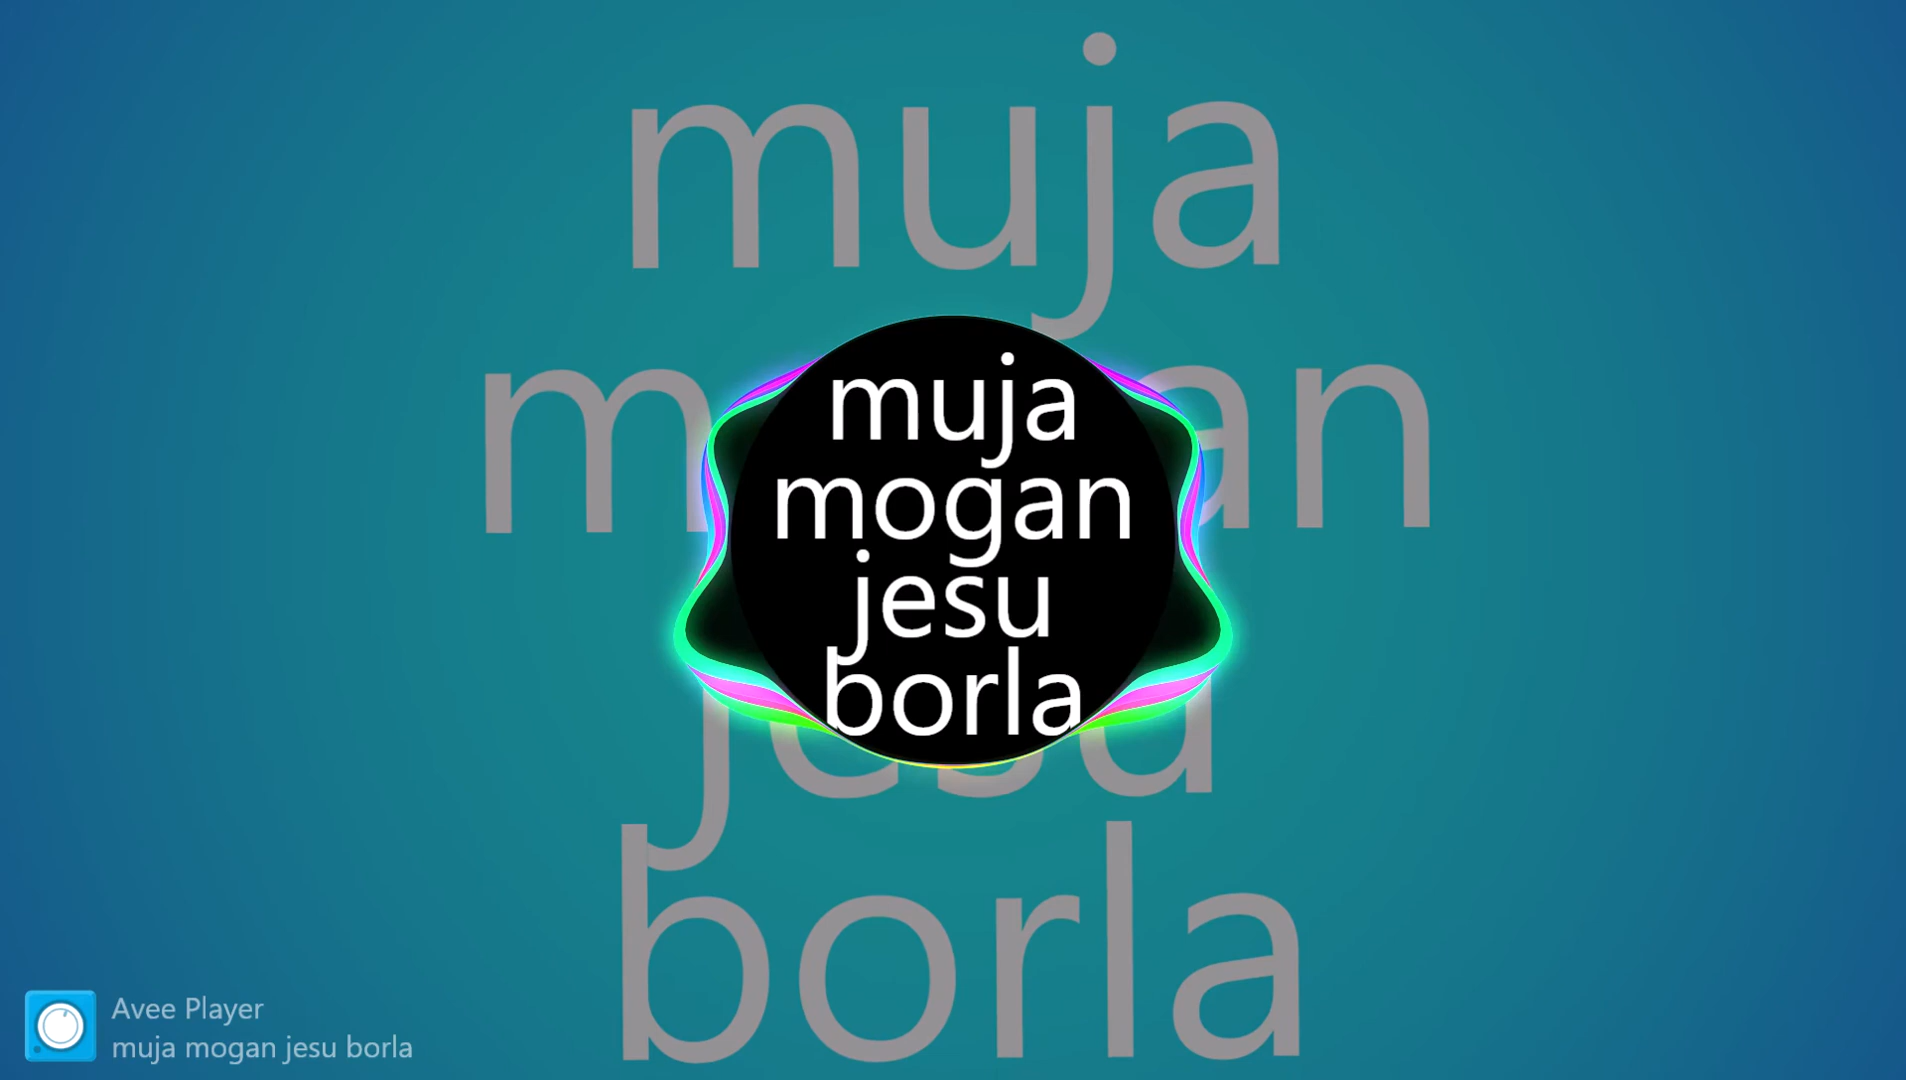 muja
mogan
jesu
borla
muja
mogan
jesu
borla
Avee Player
muja mogan jesu borla